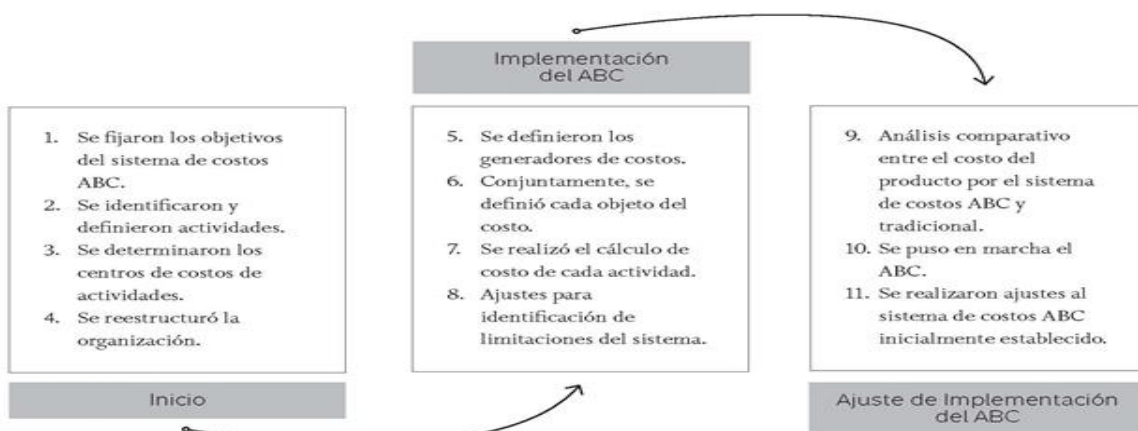 1. Se fijaron los objetivos
del sistema de costos
ABC.
2. Se identificaron y
definieron actividades.
3. Se determinaron los
centros de costos de
actividades.
4. Se reestructuró la
organización.
Inicio
Implementación
del ABC
5. Se definieron los
generadores de costos.
6. Conjuntamente, se
definió cada objeto del
costo.
7. Se realizó el cálculo de
costo de cada actividad.
8. Ajustes para
identificación de
limitaciones del sistema.
9. Análisis comparativo
entre el costo del
producto por el sistema
de costos ABC y
tradicional.
10. Se puso en marcha el
ABC.
11. Se realizaron ajustes al
sistema de costos ABC
inicialmente establecido.
Ajuste de Implementación
del ABC